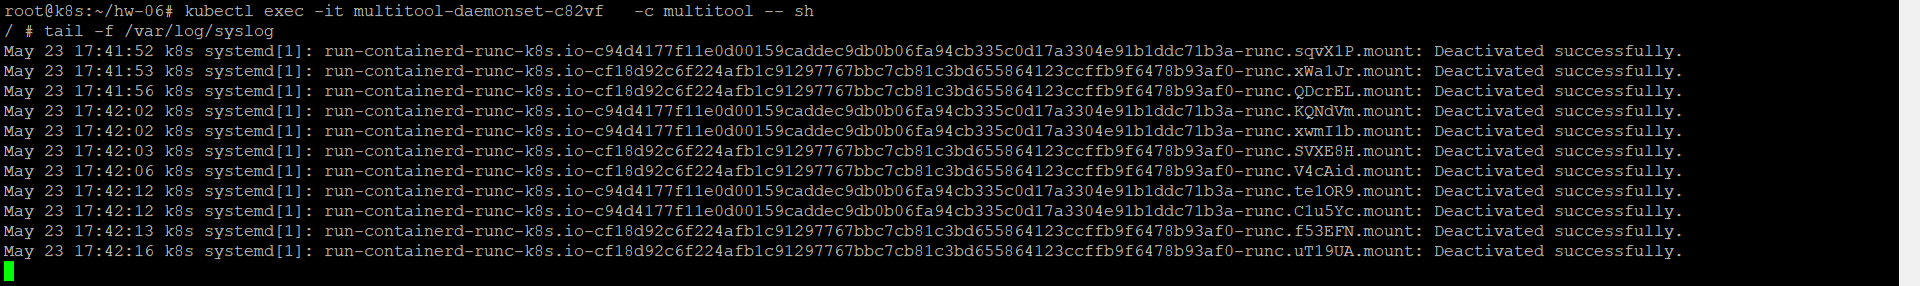 root@k8s:~/hw-06# kubectl exec -it multitool-daemonset-c82vf   -c multitool -- sh
/ # tail -f /var/log/syslog
May 23 17:41:52 k8s systemd[1]: run-containerd-runc-k8s.io-c94d4177f11e0d00159caddec9db0b06fa94cb335c0d17a3304e91b1ddc71b3a-runc.sqvX1P.mount: Deactivated successfully.
May 23 17:41:53 k8s systemd[1]: run-containerd-runc-k8s.io-cf18d92c6f224afb1c91297767bbc7cb81c3bd655864123ccffb9f6478b93af0-runc.xWa1Jr.mount: Deactivated successfully.
May 23 17:41:56 k8s systemd[1]: run-containerd-runc-k8s.io-cf18d92c6f224afb1c91297767bbc7cb81c3bd655864123ccffb9f6478b93af0-runc.QDcrEL.mount: Deactivated successfully.
May 23 17:42:02 k8s systemd[1]: run-containerd-runc-k8s.io-c94d4177f11e0d00159caddec9db0b06fa94cb335c0d17a3304e91b1ddc71b3a-runc.KQNdVm.mount: Deactivated successfully.
May 23 17:42:02 k8s systemd[1]: run-containerd-runc-k8s.io-c94d4177f11e0d00159caddec9db0b06fa94cb335c0d17a3304e91b1ddc71b3a-runc.xwmI1b.mount: Deactivated successfully.
May 23 17:42:03 k8s systemd[1]: run-containerd-runc-k8s.io-cf18d92c6f224afb1c91297767bbc7cb81c3bd655864123ccffb9f6478b93af0-runc.SVXE8H.mount: Deactivated successfully.
May 23 17:42:06 k8s systemd[1]: run-containerd-runc-k8s.io-cf18d92c6f224afb1c91297767bbc7cb81c3bd655864123ccffb9f6478b93af0-runc.V4cAid.mount: Deactivated successfully.
May 23 17:42:12 k8s systemd[1]: run-containerd-runc-k8s.io-c94d4177f11e0d00159caddec9db0b06fa94cb335c0d17a3304e91b1ddc71b3a-runc.te1OR9.mount: Deactivated successfully.
May 23 17:42:12 k8s systemd[1]: run-containerd-runc-k8s.io-c94d4177f11e0d00159caddec9db0b06fa94cb335c0d17a3304e91b1ddc71b3a-runc.C1u5Yc.mount: Deactivated successfully.
May 23 17:42:13 k8s systemd[1]: run-containerd-runc-k8s.io-cf18d92c6f224afb1c91297767bbc7cb81c3bd655864123ccffb9f6478b93af0-runc.f53EFN.mount: Deactivated successfully.
May 23 17:42:16 k8s systemd[1]: run-containerd-runc-k8s.io-cf18d92c6f224afb1c91297767bbc7cb81c3bd655864123ccffb9f6478b93af0-runc.uT19UA.mount: Deactivated successfully.